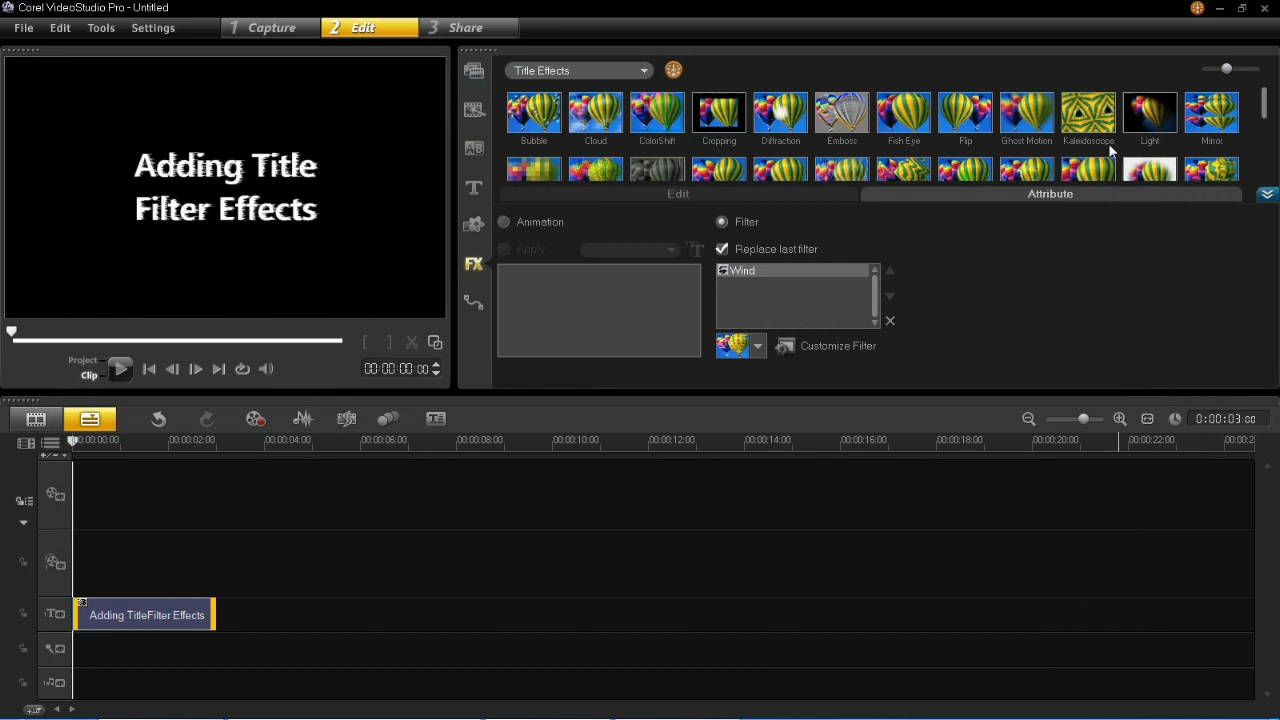 Corel VideoStudio Pro - Untitled
File Edit Tools Settings 1 Capture 2 Edit 3 Share
Adding Title
Filter Effects
Project
Clip
00:00:00:00
Title Effects
Bubble Cloud ColorShift Cropping Diffraction Emboss Fish Eye Flip Ghost Motion Kaleidoscope Light Mirror
AB
T
FX
Edit Attribute
Animation Filter
Apply Replace last filter
Wind
Customize Filter
0:00:03:00
00:00:00:00 00:00:02:00 00:00:04:00 00:00:06:00 00:00:08:00 00:00:10:00 00:00:12:00 00:00:14:00 00:00:16:00 00:00:18:00 00:00:20:00 00:00:22:00 00:00:2
Adding TitleFilter Effects